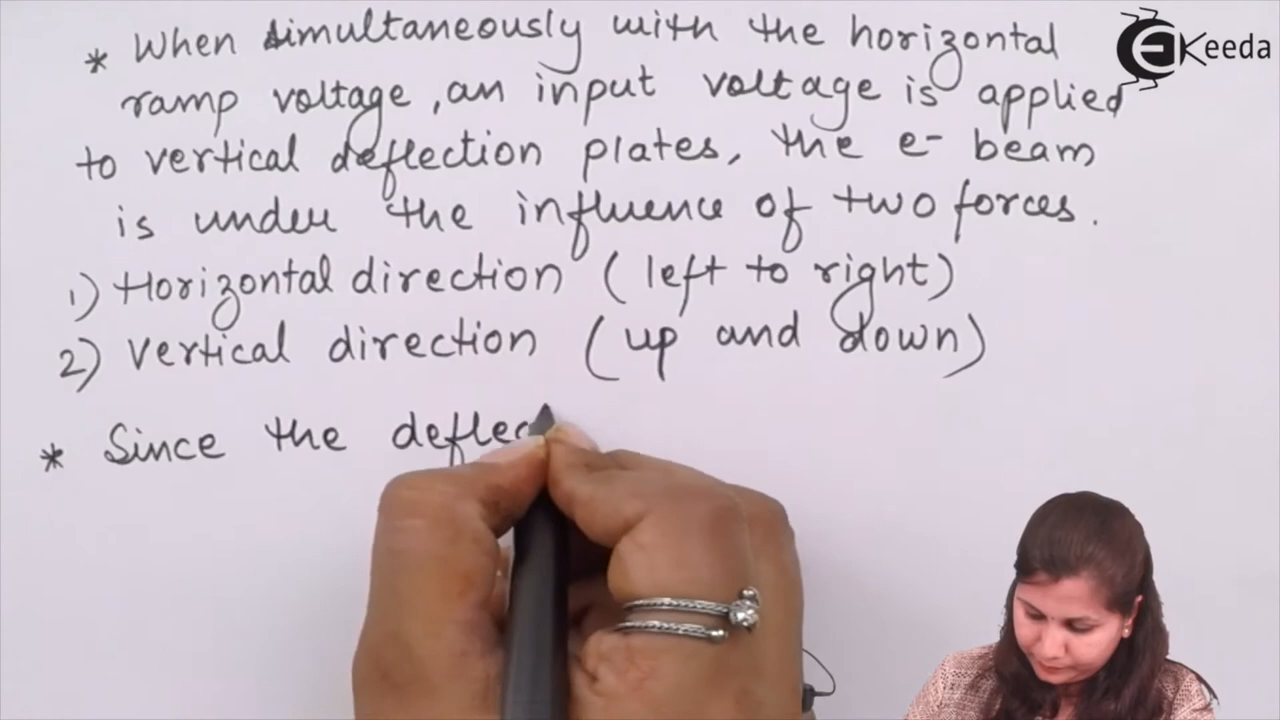 * When simultaneously with the horizontal
ramp voltage, an input voltage is applied
to vertical deflection plates, the e- beam
is under the influence of two forces.
1) Horizontal direction (left to right)
2) Vertical direction (up and down)
* Since the deflec
EKeeda